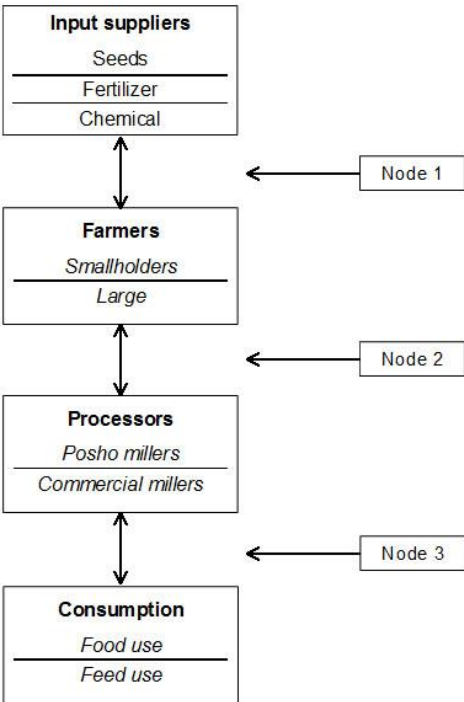 Input suppliers
Seeds
Fertilizer
Chemical
Node 1
Farmers
Smallholders
Large
Node 2
Processors
Posho millers
Commercial millers
Node 3
Consumption
Food use
Feed use